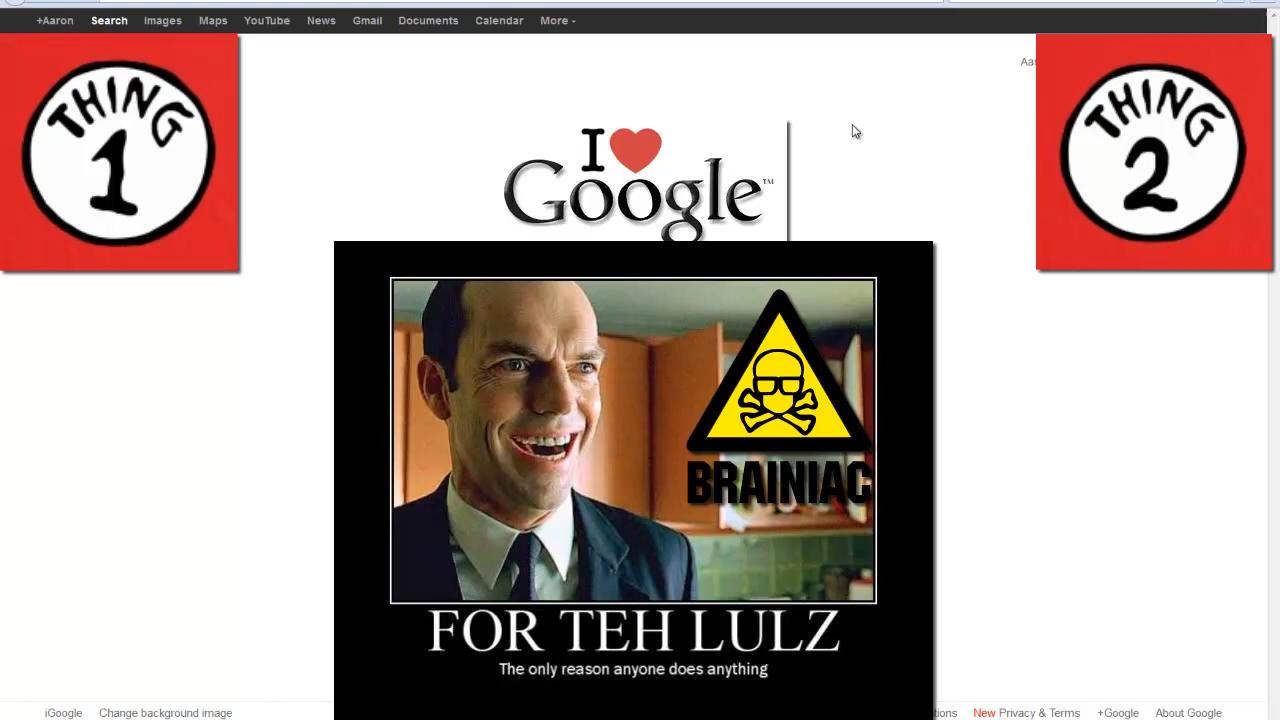 +Aaron Search Images Maps YouTube News Gmail Documents Calendar More
THING
1
THING
2
I
Google™
BRAINIAC
FOR TEH LULZ
The only reason anyone does anything
iGoogle Change background image
New Privacy & Terms +Google About Google